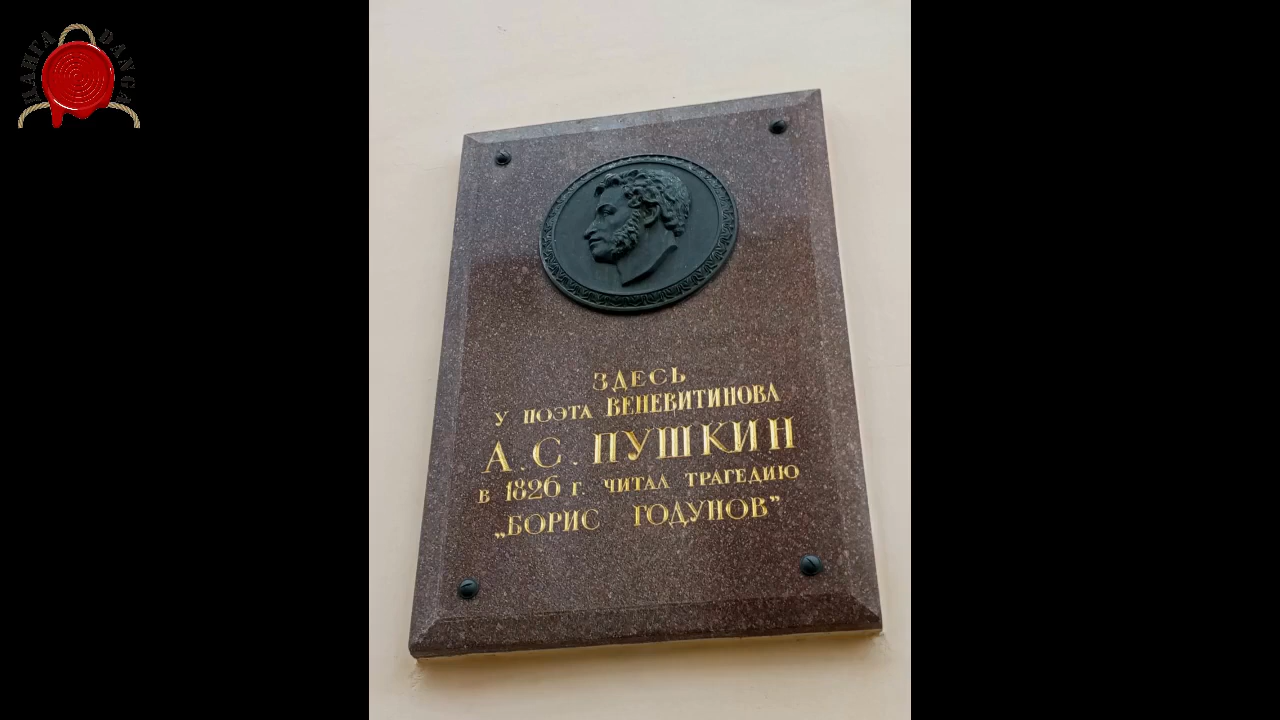 ЗДЕСЬ
У ПОЭТА ВЕНЕВИТИНОВА
А.С.ПУШКИН
В 1826 Г. ЧИТАЛ ТРАГЕДИЮ
„БОРИС ГОДУНОВ”